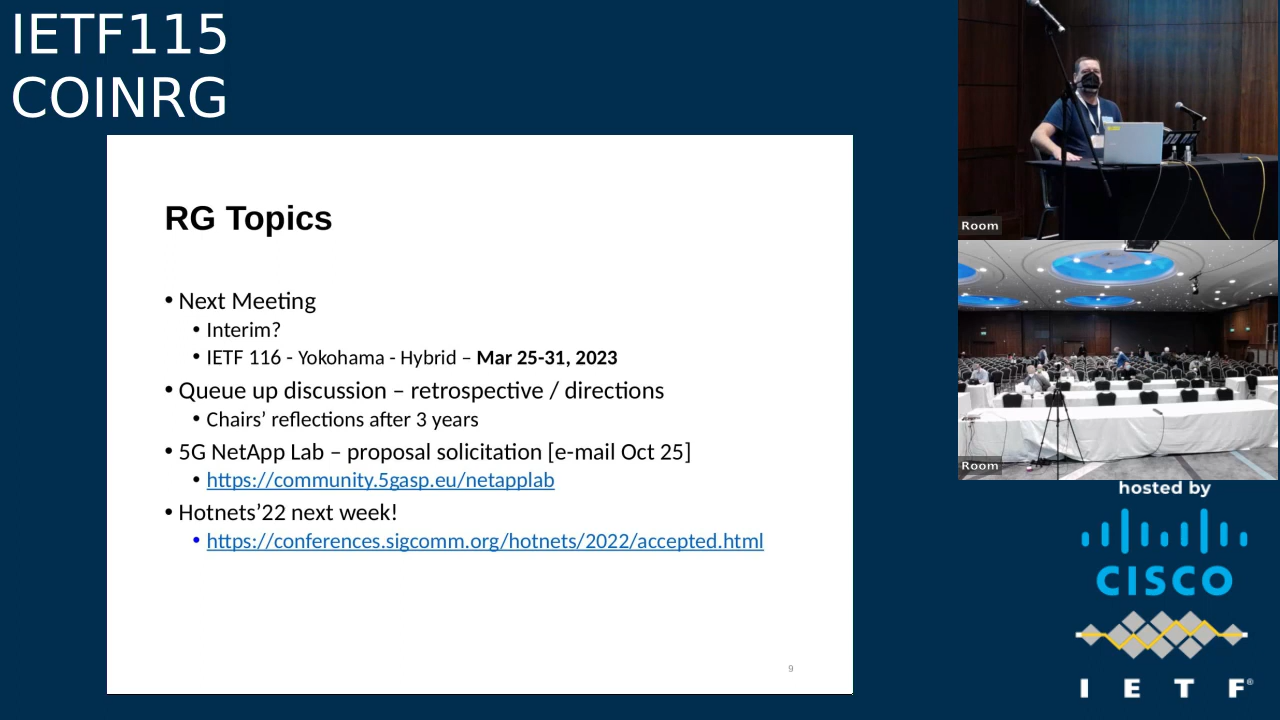 IETF115
COINRG
RG Topics
• Next Meeting
• Interim?
• IETF 116 - Yokohama - Hybrid – Mar 25-31, 2023
• Queue up discussion – retrospective / directions
• Chairs’ reflections after 3 years
• 5G NetApp Lab – proposal solicitation [e-mail Oct 25]
• https://community.5gasp.eu/netapplab
• Hotnets’22 next week!
• https://conferences.sigcomm.org/hotnets/2022/accepted.html
9
Room
Room
hosted by
CISCO
IETF®